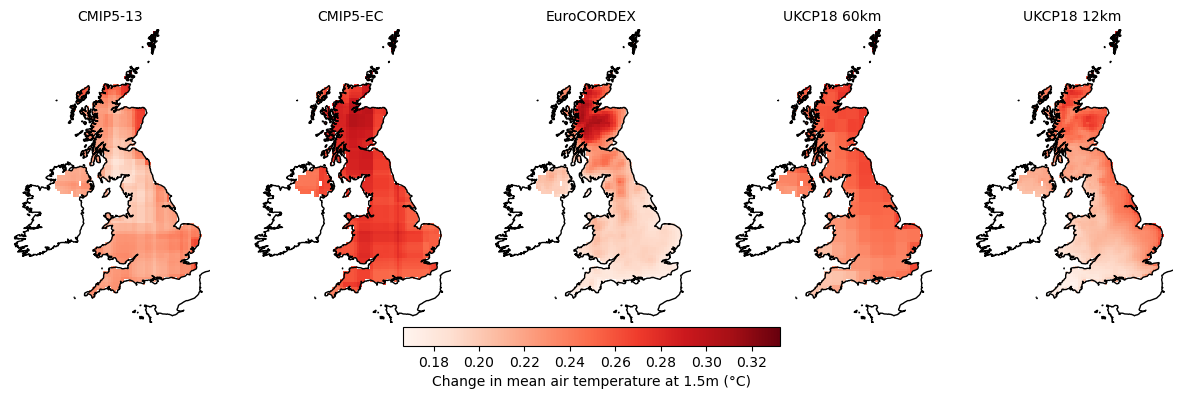 CMIP5-13 CMIP5-EC EuroCORDEX UKCP18 60km UKCP18 12km
0.18 0.20 0.22 0.24 0.26 0.28 0.30 0.32
Change in mean air temperature at 1.5m (°C)